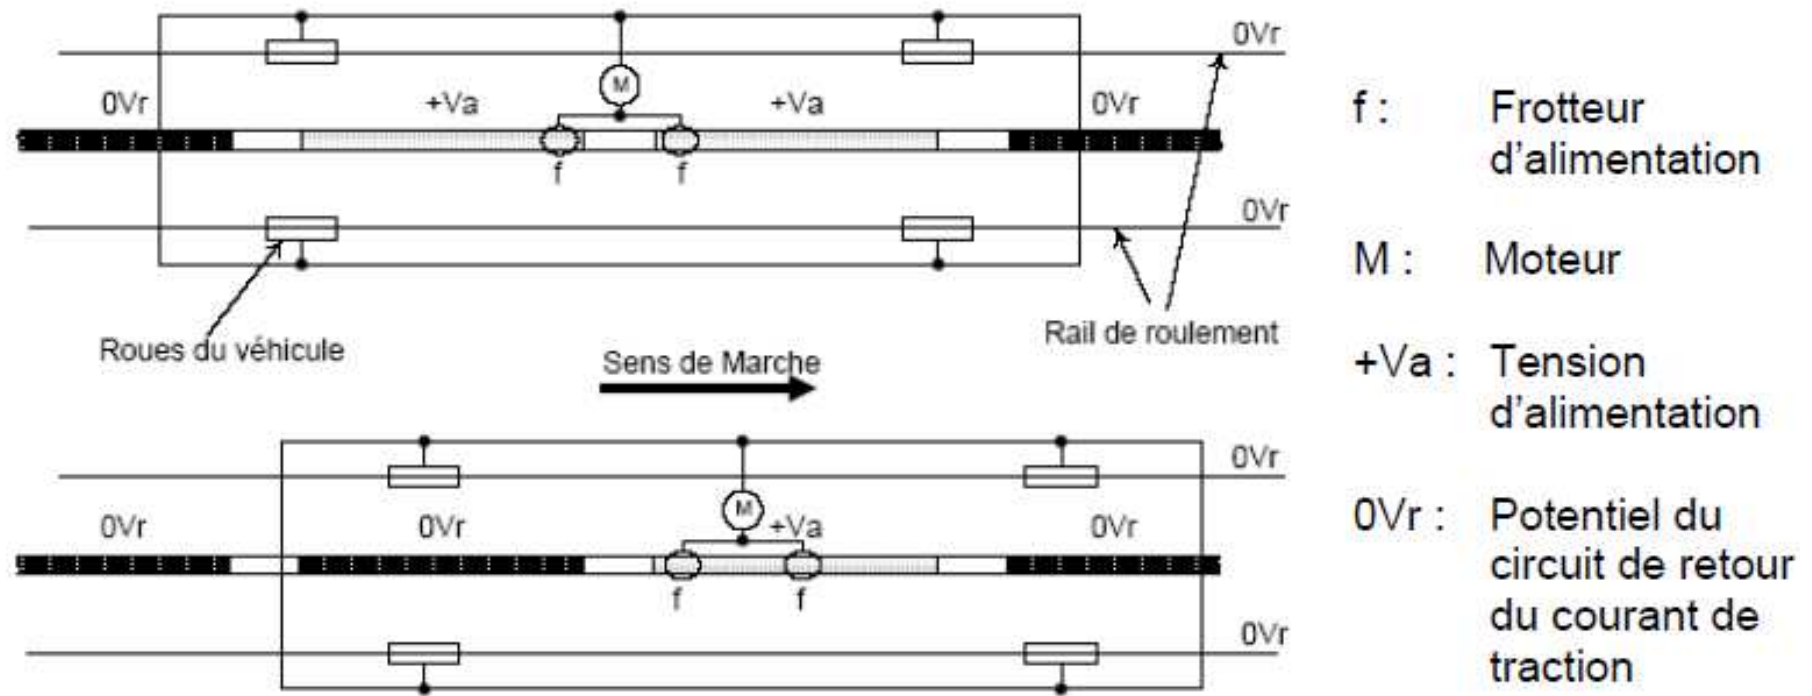 0Vr
0Vr
+Va
M
+Va
0Vr
f
f
0Vr
Roues du véhicule
Rail de roulement
Sens de Marche
0Vr
0Vr
0Vr
M
+Va
0Vr
f
f
0Vr
f : Frotteur
d'alimentation
M : Moteur
+Va : Tension
d'alimentation
0Vr : Potentiel du
circuit de retour
du courant de
traction